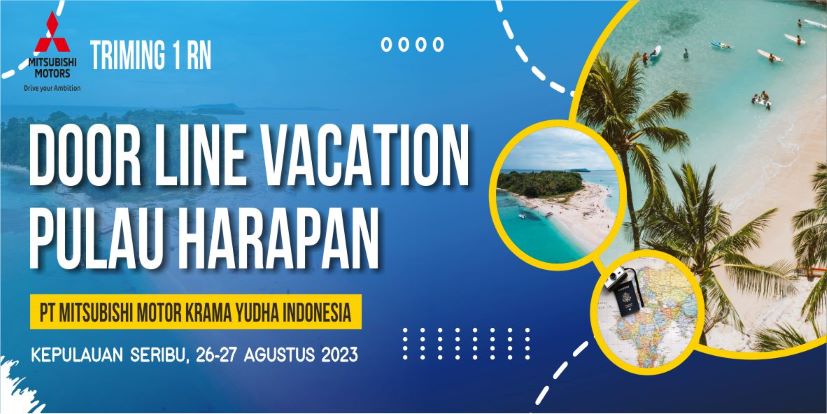 MITSUBISHI
MOTORS
Drive your Ambition
TRIMING 1 RN
DOOR LINE VACATION
PULAU HARAPAN
PT MITSUBISHI MOTOR KRAMA YUDHA INDONESIA
KEPULAUAN SERIBU, 26-27 AGUSTUS 2023